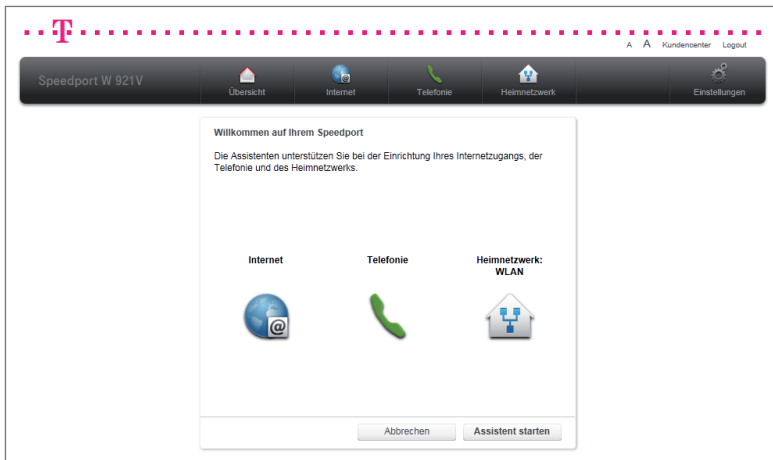 T
A A Kundencenter Logout
Speedport W 921V
Übersicht Internet Telefonie Heimnetzwerk Einstellungen
Willkommen auf Ihrem Speedport
Die Assistenten unterstützen Sie bei der Einrichtung Ihres Internetzugangs, der
Telefonie und des Heimnetzwerks.
Internet Telefonie Heimnetzwerk:
WLAN
@
Abbrechen Assistent starten